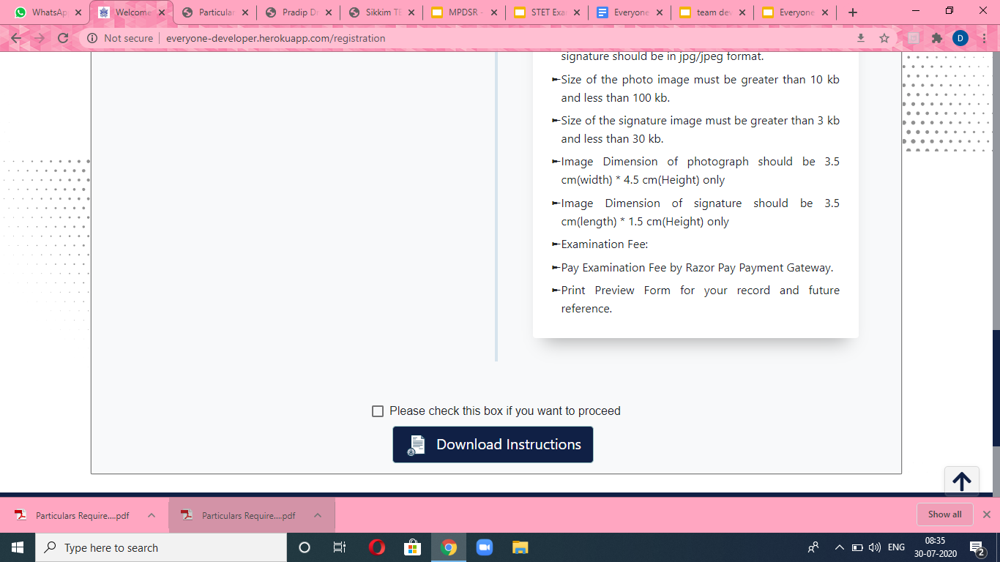 WhatsAp
Welcome
Particular
Pradip D
Sikkim TE
MPDSR -
STET Exa
Everyone
team dev
Everyone
Not secure
everyone-developer.herokuapp.com/registration
D
signature should be in jpg/jpeg format.
►Size of the photo image must be greater than 10 kb
and less than 100 kb.
►Size of the signature image must be greater than 3 kb
and less than 30 kb.
►Image Dimension of photograph should be 3.5
cm(width) * 4.5 cm(Height) only
►Image Dimension of signature should be 3.5
cm(length) * 1.5 cm(Height) only
►Examination Fee:
►Pay Examination Fee by Razor Pay Payment Gateway.
►Print Preview Form for your record and future
reference.
Please check this box if you want to proceed
Download Instructions
Particulars Require....pdf
Particulars Require....pdf
Show all
Type here to search
ENG
08:35
30-07-2020
2